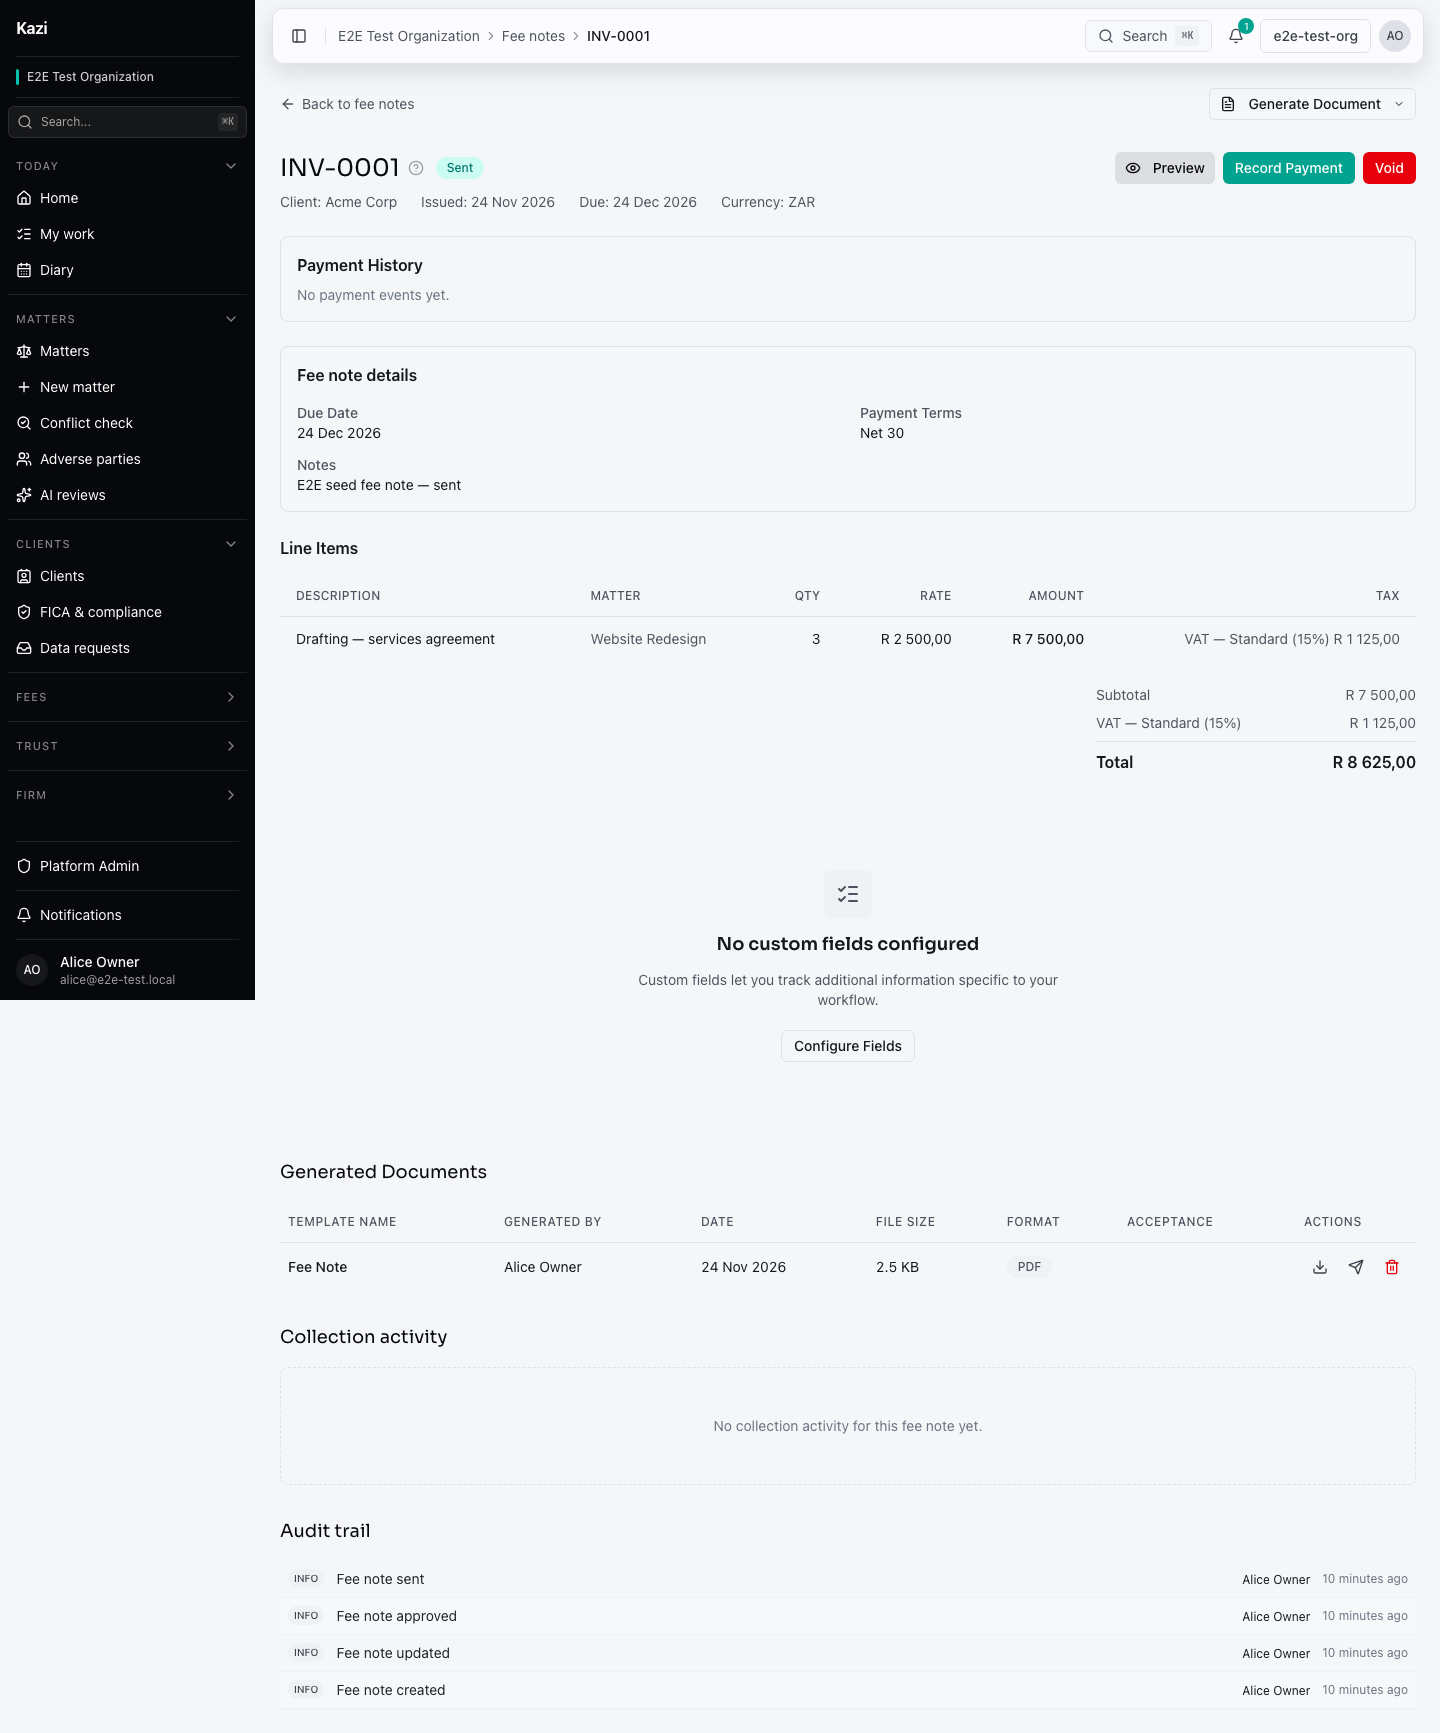 Kazi
E2E Test Organization
Search... ⌘K
TODAY
Home
My work
Diary
MATTERS
Matters
New matter
Conflict check
Adverse parties
AI reviews
CLIENTS
Clients
FICA & compliance
Data requests
FEES
TRUST
FIRM
Platform Admin
Notifications
AO Alice Owner
alice@e2e-test.local
E2E Test Organization > Fee notes > INV-0001
Search ⌘K 1 e2e-test-org AO
Back to fee notes
Generate Document
INV-0001 Sent
Preview Record Payment Void
Client: Acme Corp Issued: 24 Nov 2026 Due: 24 Dec 2026 Currency: ZAR
Payment History
No payment events yet.
Fee note details
Due Date Payment Terms
24 Dec 2026 Net 30
Notes
E2E seed fee note — sent
Line Items
DESCRIPTION MATTER QTY RATE AMOUNT TAX
Drafting — services agreement Website Redesign 3 R 2 500,00 R 7 500,00 VAT — Standard (15%) R 1 125,00
Subtotal R 7 500,00
VAT — Standard (15%) R 1 125,00
Total R 8 625,00
No custom fields configured
Custom fields let you track additional information specific to your
workflow.
Configure Fields
Generated Documents
TEMPLATE NAME GENERATED BY DATE FILE SIZE FORMAT ACCEPTANCE ACTIONS
Fee Note Alice Owner 24 Nov 2026 2.5 KB PDF
Collection activity
No collection activity for this fee note yet.
Audit trail
INFO Fee note sent Alice Owner 10 minutes ago
INFO Fee note approved Alice Owner 10 minutes ago
INFO Fee note updated Alice Owner 10 minutes ago
INFO Fee note created Alice Owner 10 minutes ago